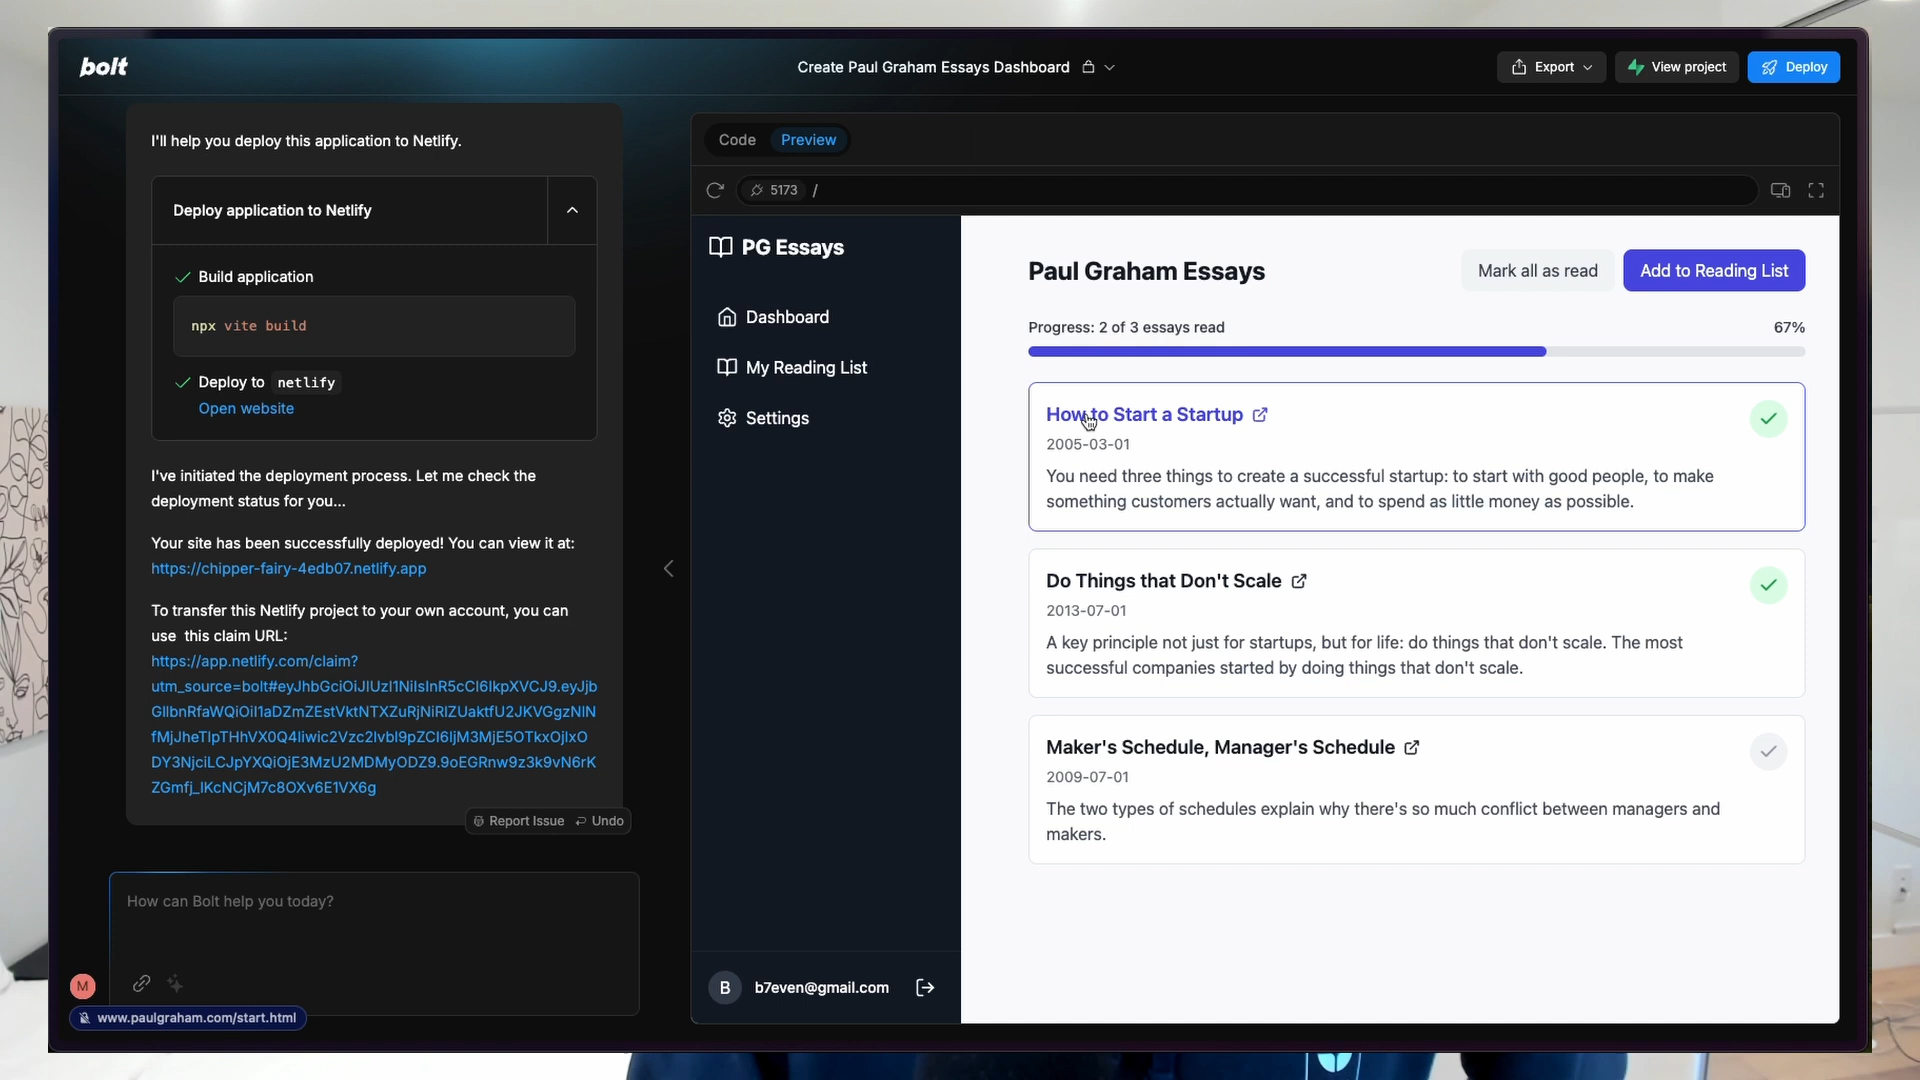 bolt
Create Paul Graham Essays Dashboard
Export
View project
Deploy
I'll help you deploy this application to Netlify.
Deploy application to Netlify
Build application
npx vite build
Deploy to netlify
Open website
I've initiated the deployment process. Let me check the
deployment status for you...
Your site has been successfully deployed! You can view it at:
https://chipper-fairy-4edb07.netlify.app
To transfer this Netlify project to your own account, you can
use this claim URL:
https://app.netlify.com/claim?
Report Issue
Undo
How can Bolt help you today?
M
www.paulgraham.com/start.html
Code
Preview
5173 /
PG Essays
Dashboard
My Reading List
Settings
B
b7even@gmail.com
Paul Graham Essays
Mark all as read
Add to Reading List
Progress: 2 of 3 essays read
67%
How to Start a Startup
2005-03-01
You need three things to create a successful startup: to start with good people, to make
something customers actually want, and to spend as little money as possible.
Do Things that Don't Scale
2013-07-01
A key principle not just for startups, but for life: do things that don't scale. The most
successful companies started by doing things that don't scale.
Maker's Schedule, Manager's Schedule
2009-07-01
The two types of schedules explain why there's so much conflict between managers and
makers.